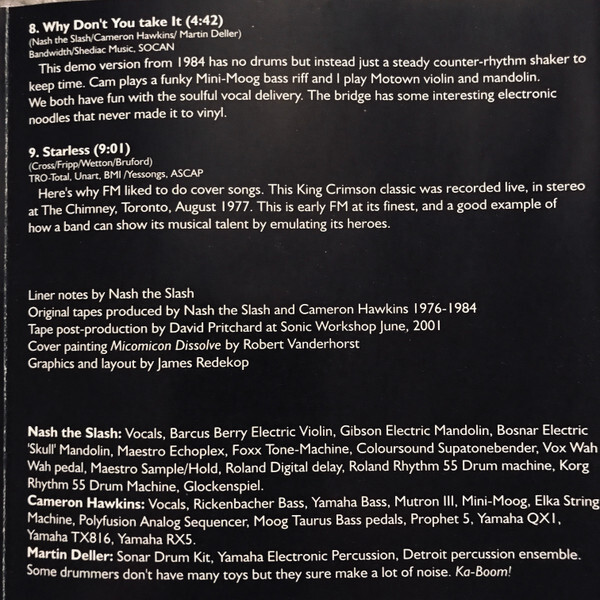 8. Why Don't You take It (4:42)
(Nash the Slash/Cameron Hawkins/ Martin Deller)
Bandwidth/Shediac Music, SOCAN
This demo version from 1984 has no drums but instead just a steady counter-rhythm shaker to
keep time. Cam plays a funky Mini-Moog bass riff and I play Motown violin and mandolin.
We both have fun with the soulful vocal delivery. The bridge has some interesting electronic
noodles that never made it to vinyl.
9. Starless (9:01)
(Cross/Fripp/Wetton/Bruford)
TRO-Total, Unart, BMI /Yessongs, ASCAP
Here's why FM liked to do cover songs. This King Crimson classic was recorded live, in stereo
at The Chimney, Toronto, August 1977. This is early FM at its finest, and a good example of
how a band can show its musical talent by emulating its heroes.
Liner notes by Nash the Slash
Original tapes produced by Nash the Slash and Cameron Hawkins 1976-1984
Tape post-production by David Pritchard at Sonic Workshop June, 2001
Cover painting Micomicon Dissolve by Robert Vanderhorst
Graphics and layout by James Redekop
Nash the Slash: Vocals, Barcus Berry Electric Violin, Gibson Electric Mandolin, Bosnar Electric
'Skull' Mandolin, Maestro Echoplex, Foxx Tone-Machine, Coloursound Supatonebender, Vox Wah
Wah pedal, Maestro Sample/Hold, Roland Digital delay, Roland Rhythm 55 Drum machine, Korg
Rhythm 55 Drum Machine, Glockenspiel.
Cameron Hawkins: Vocals, Rickenbacher Bass, Yamaha Bass, Mutron III, Mini-Moog, Elka String
Machine, Polyfusion Analog Sequencer, Moog Taurus Bass pedals, Prophet 5, Yamaha QX1,
Yamaha TX816, Yamaha RX5.
Martin Deller: Sonar Drum Kit, Yamaha Electronic Percussion, Detroit percussion ensemble.
Some drummers don't have many toys but they sure make a lot of noise. Ka-Boom!